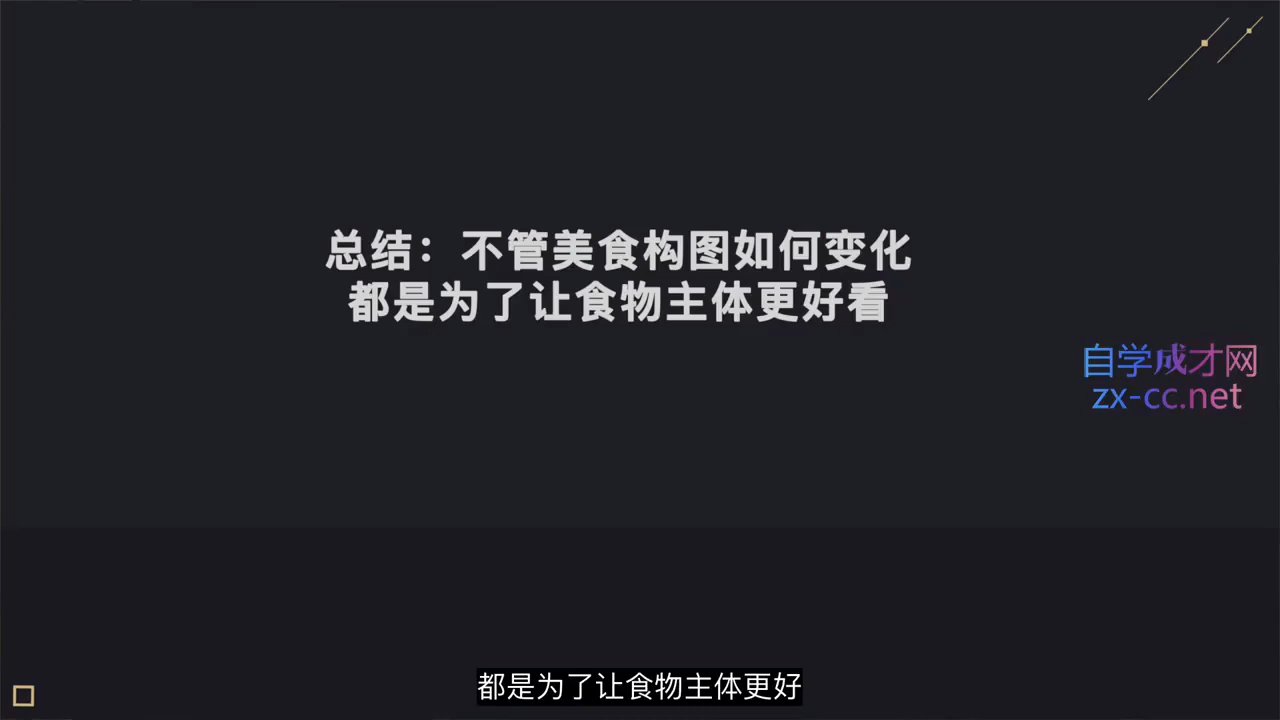 总结：不管美食构图如何变化
都是为了让食物主体更好看
自学成才网
zx-cc.net
都是为了让食物主体更好